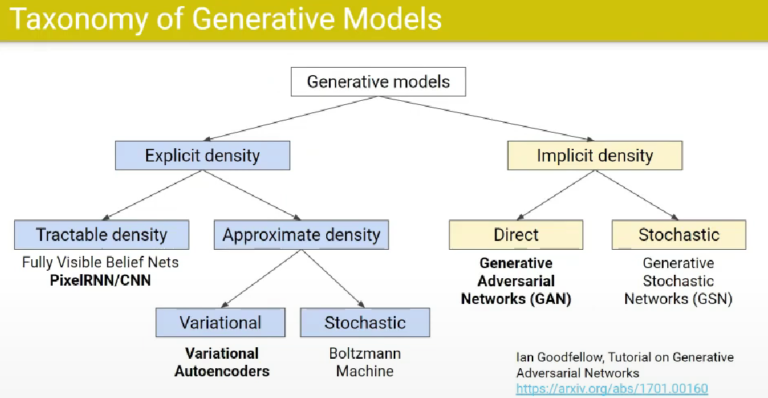 Taxonomy of Generative Models
Generative models
Explicit density
Implicit density
Tractable density
Approximate density
Direct
Stochastic
Fully Visible Belief Nets
PixelRNN/CNN
Generative
Adversarial
Networks (GAN)
Generative
Stochastic
Networks (GSN)
Variational
Stochastic
Variational
Autoencoders
Boltzmann
Machine
Ian Goodfellow, Tutorial on Generative
Adversarial Networks
https://arxiv.org/abs/1701.00160